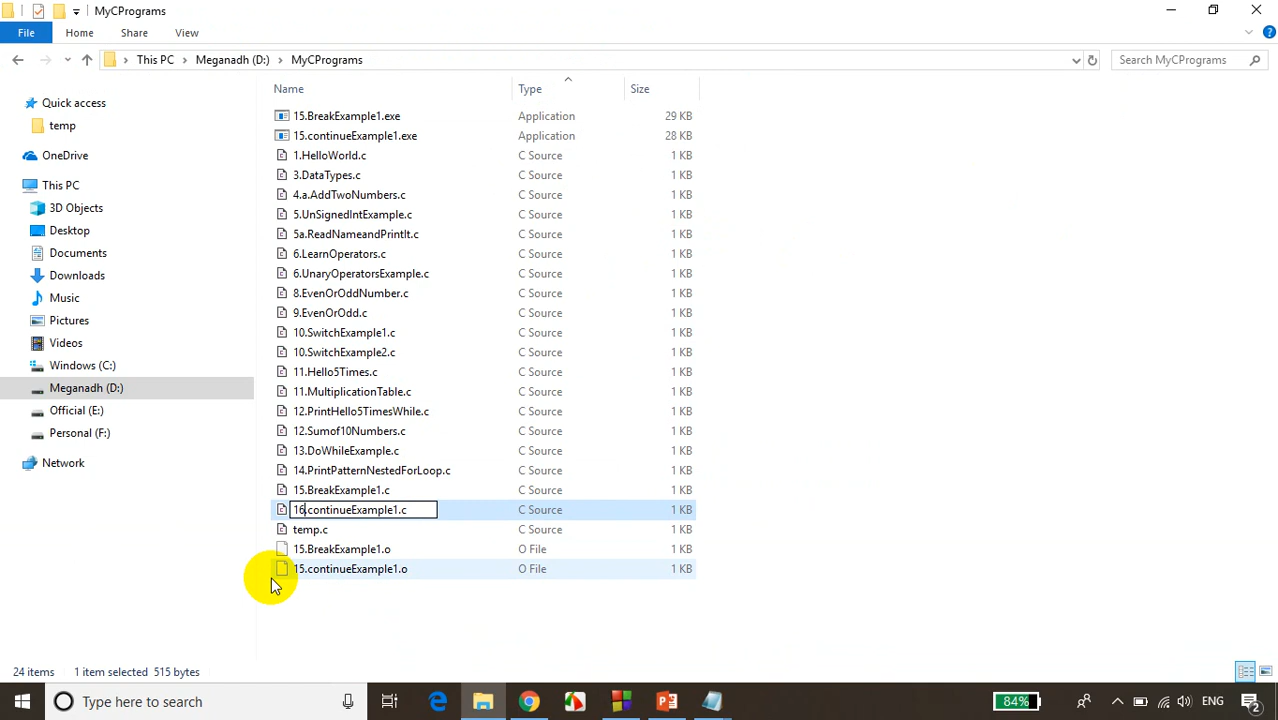 MyCPrograms
File Home Share View
This PC Meganadh (D:) MyCPrograms Search MyCPrograms
Name Type Size
Quick access
temp
OneDrive
This PC
3D Objects
Desktop
Documents
Downloads
Music
Pictures
Videos
Windows (C:)
Meganadh (D:)
Official (E:)
Personal (F:)
Network
15.BreakExample1.exe Application 29 KB
15.continueExample1.exe Application 28 KB
1.HelloWorld.c C Source 1 KB
3.DataTypes.c C Source 1 KB
4.a.AddTwoNumbers.c C Source 1 KB
5.UnSignedIntExample.c C Source 1 KB
5a.ReadNameandPrintIt.c C Source 1 KB
6.LearnOperators.c C Source 1 KB
6.UnaryOperatorsExample.c C Source 1 KB
8.EvenOrOddNumber.c C Source 1 KB
9.EvenOrOdd.c C Source 1 KB
10.SwitchExample1.c C Source 1 KB
10.SwitchExample2.c C Source 1 KB
11.Hello5Times.c C Source 1 KB
11.MultiplicationTable.c C Source 1 KB
12.PrintHello5TimesWhile.c C Source 1 KB
12.Sumof10Numbers.c C Source 1 KB
13.DoWhileExample.c C Source 1 KB
14.PrintPatternNestedForLoop.c C Source 1 KB
15.BreakExample1.c C Source 1 KB
16.continueExample1.c C Source 1 KB
temp.c C Source 1 KB
15.BreakExample1.o O File 1 KB
15.continueExample1.o O File 1 KB
24 items 1 item selected 515 bytes
Type here to search 84% ENG 2